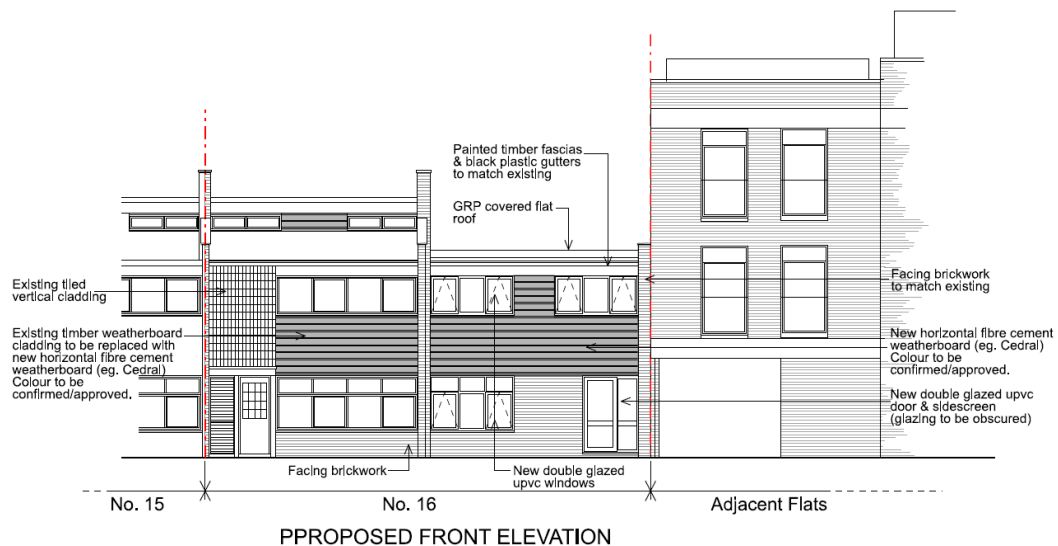 Painted timber fascias
& black plastic gutters
to match existing
GRP covered flat
roof
Existing tiled
vertical cladding
Existing timber weatherboard
cladding to be replaced with
new horizontal fibre cement
weatherboard (eg. Cedral)
Colour to be
confirmed/approved.
Facing brickwork
to match existing
New horizontal fibre cement
weatherboard (eg. Cedral)
Colour to be
confirmed/approved.
New double glazed upvc
door & sidescreen
(glazing to be obscured)
Facing brickwork
New double glazed
upvc windows
No. 15
No. 16
Adjacent Flats
PPROPOSED FRONT ELEVATION